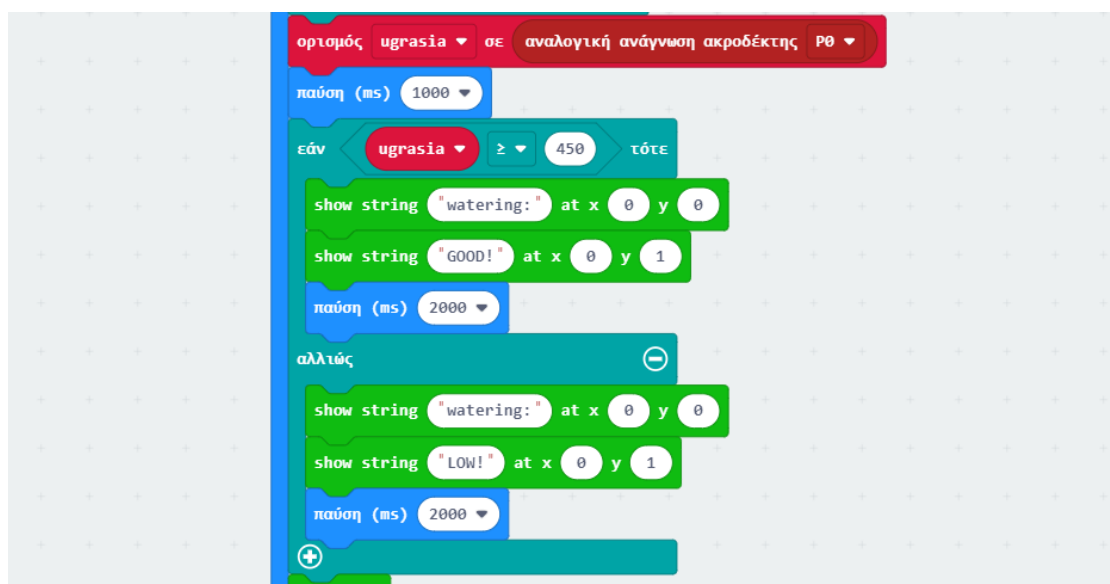 ορισμός ugrasia σε αναλογική ανάγνωση ακροδέκτης P0
παύση (ms) 1000
εάν ugrasia ≥ 450 τότε
show string "watering:" at x 0 y 0
show string "GOOD!" at x 0 y 1
παύση (ms) 2000
αλλιώς
show string "watering:" at x 0 y 0
show string "LOW!" at x 0 y 1
παύση (ms) 2000